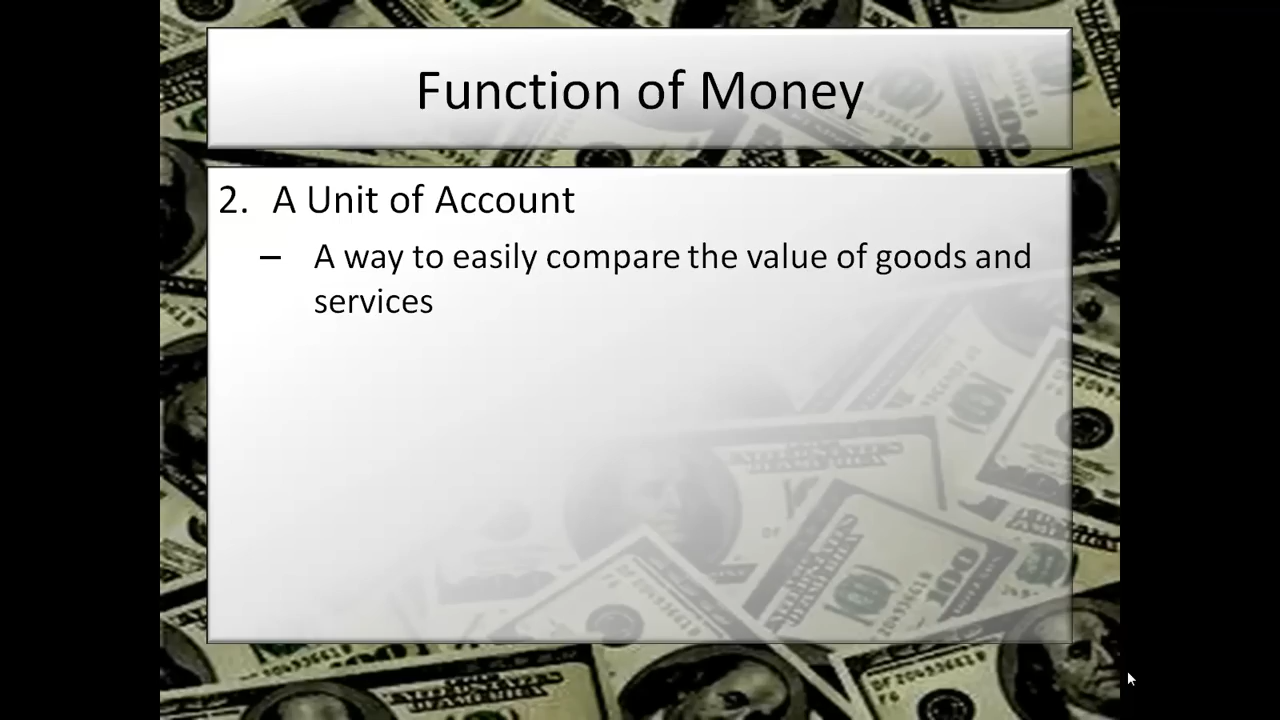 Function of Money
2. A Unit of Account
– A way to easily compare the value of goods and
services